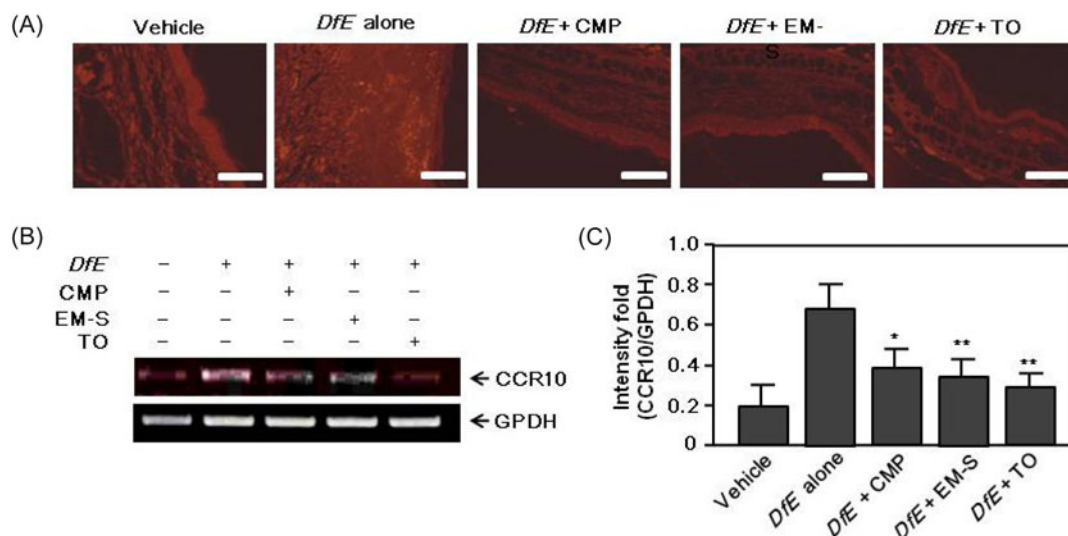 (A)
Vehicle
DfE alone
DfE + CMP
DfE + EM-
S
DfE + TO
(B)
DfE – + + + +
CMP – – + – –
EM-S – – – + –
TO – – – – +
← CCR10
← GPDH
(C)
Intensity fold
(CCR10/GPDH)
1.0
0.8
0.6
0.4
0.2
0
*
**
**
Vehicle
DfE alone
DfE + CMP
DfE + EM-S
DfE + TO